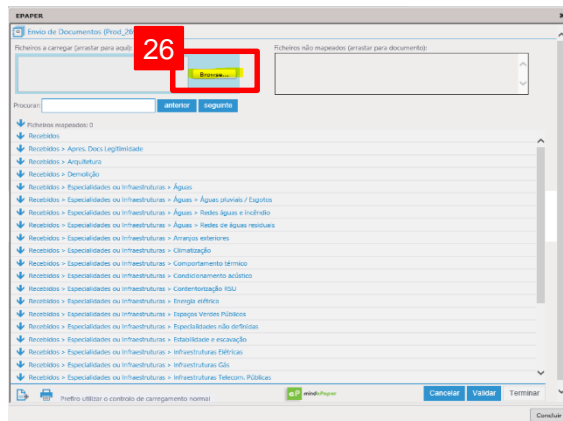 EPAPER
Envio de Documentos (Prod_26
Ficheiros a carregar (arrastar para aqui):
26
Ficheiros não mapeados (arrastar para documento):
Browse...
Procurar:
anterior
seguinte
Ficheiros mapeados: 0
Recebidos
Recebidos > Apres. Docs Legitimidade
Recebidos > Arquitetura
Recebidos > Demolição
Recebidos > Especialidades ou Infraestruturas > Águas
Recebidos > Especialidades ou Infraestruturas > Águas > Águas pluviais / Esgotos
Recebidos > Especialidades ou Infraestruturas > Águas > Redes águas e incêndio
Recebidos > Especialidades ou Infraestruturas > Águas > Redes de águas residuais
Recebidos > Especialidades ou Infraestruturas > Arranjos exteriores
Recebidos > Especialidades ou Infraestruturas > Climatização
Recebidos > Especialidades ou Infraestruturas > Comportamento térmico
Recebidos > Especialidades ou Infraestruturas > Condicionamento acústico
Recebidos > Especialidades ou Infraestruturas > Contentorização RSU
Recebidos > Especialidades ou Infraestruturas > Energia elétrica
Recebidos > Especialidades ou Infraestruturas > Espaços Verdes Públicos
Recebidos > Especialidades ou Infraestruturas > Especialidades não definidas
Recebidos > Especialidades ou Infraestruturas > Estabilidade e escavação
Recebidos > Especialidades ou Infraestruturas > Infraestruturas Elétricas
Recebidos > Especialidades ou Infraestruturas > Infraestruturas Gás
Recebidos > Especialidades ou Infraestruturas > Infraestruturas Telecom. Públicas
Prefiro utilizar o controlo de carregamento normal
eP mindePaper
Cancelar
Validar
Terminar
Concluir